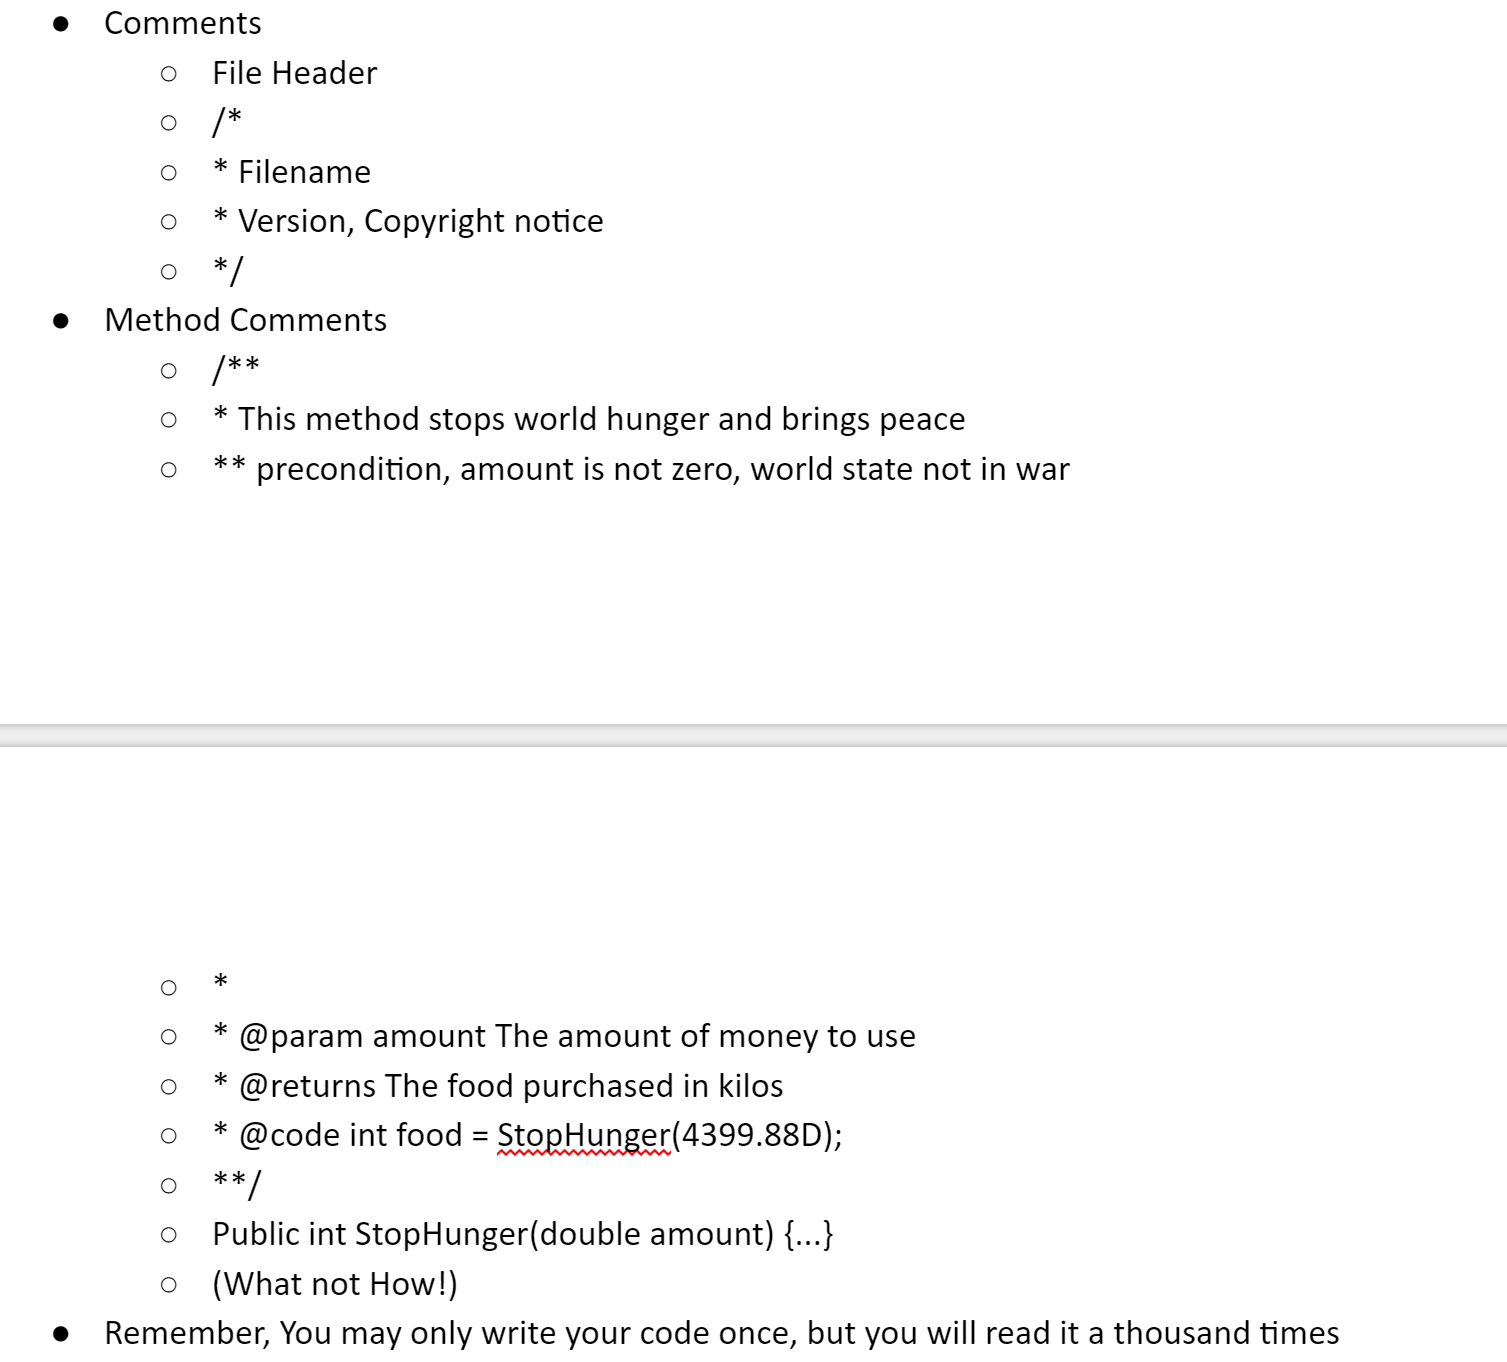 ● Comments
○ File Header
○ /*
○ * Filename
○ * Version, Copyright notice
○ */
● Method Comments
○ /**
○ * This method stops world hunger and brings peace
○ ** precondition, amount is not zero, world state not in war
○ *
○ * @param amount The amount of money to use
○ * @returns The food purchased in kilos
○ * @code int food = StopHunger(4399.88D);
○ **/
○ Public int StopHunger(double amount) {...}
○ (What not How!)
● Remember, You may only write your code once, but you will read it a thousand times